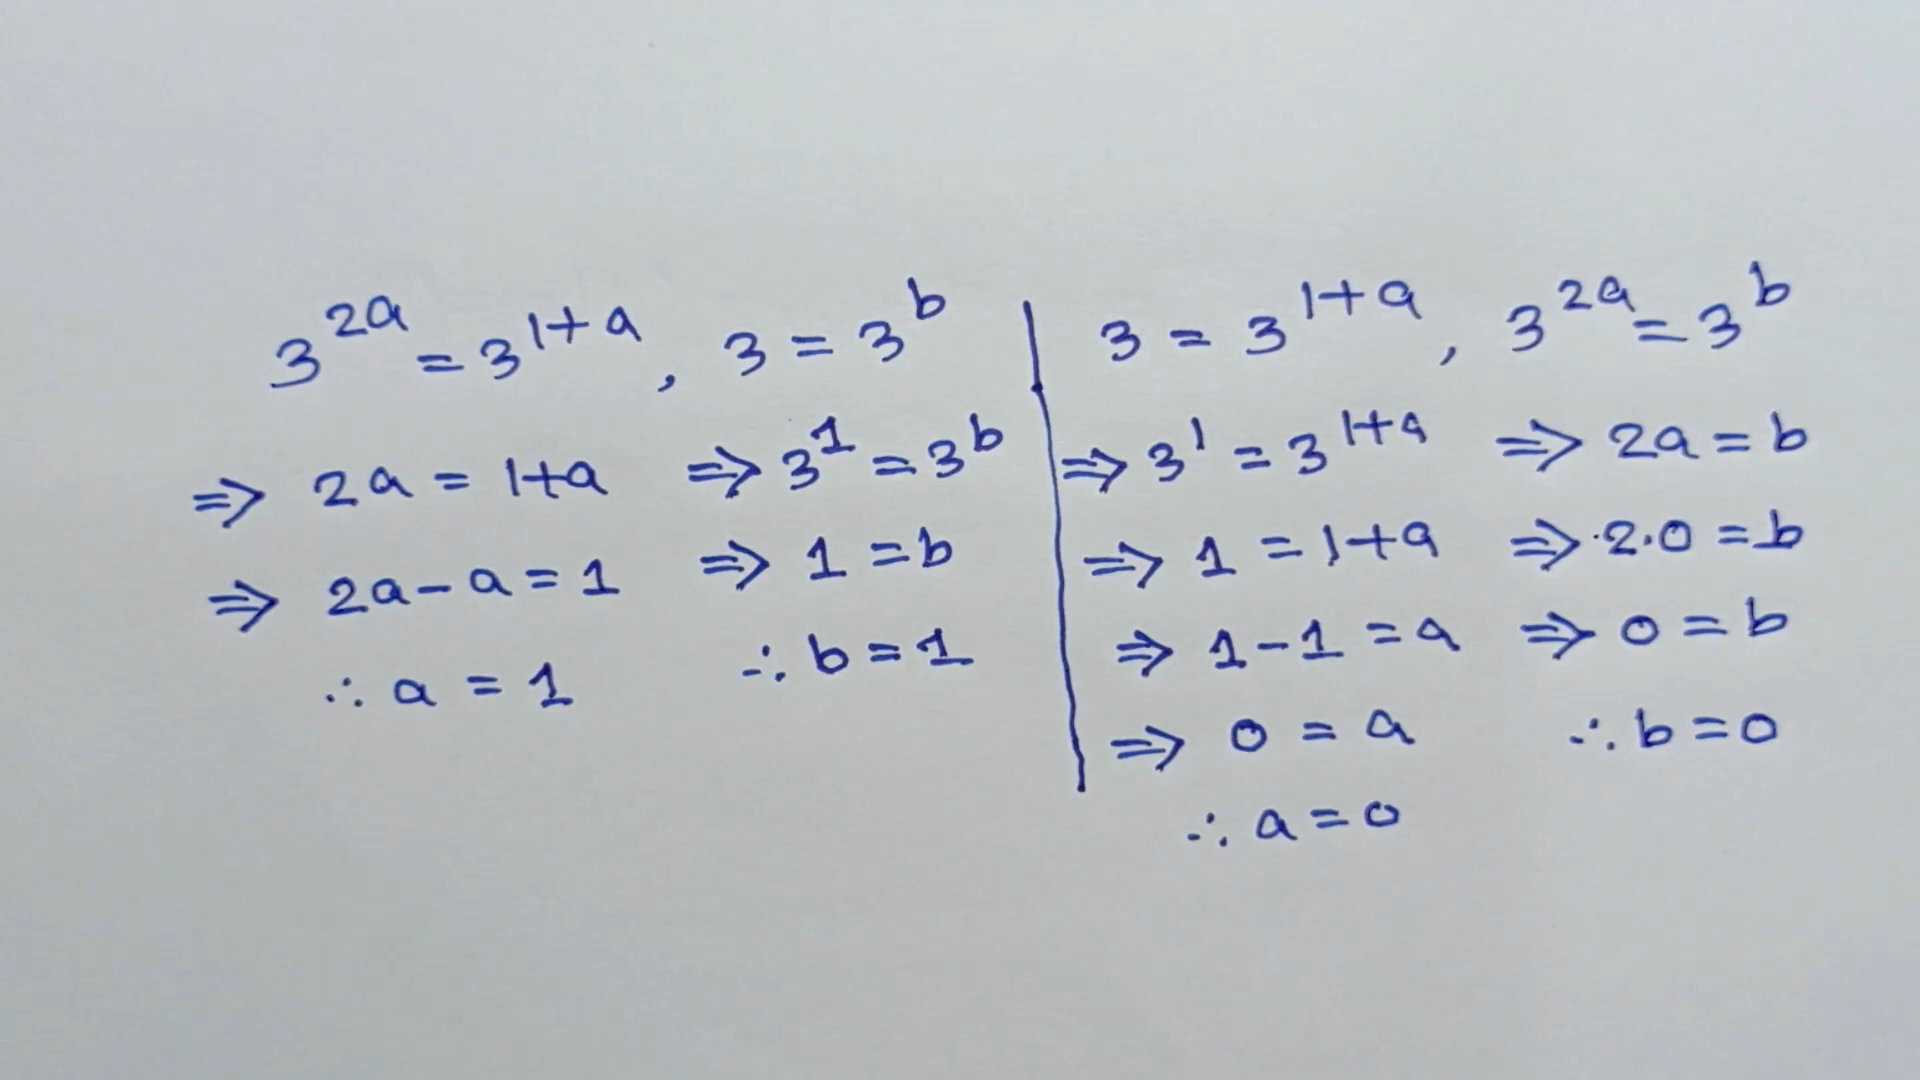 3^{2a} = 3^{1+a}, 3 = 3^b | 3 = 3^{1+a}, 3^{2a} = 3^b
⇒ 2a = 1+a ⇒ 3^1 = 3^b | ⇒ 3^1 = 3^{1+a} ⇒ 2a = b
⇒ 2a - a = 1 ⇒ 1 = b | ⇒ 1 = 1+a ⇒ 2·0 = b
∴ a = 1 ∴ b = 1 | ⇒ 1-1 = a ⇒ 0 = b
⇒ 0 = a ∴ b = 0
∴ a = 0